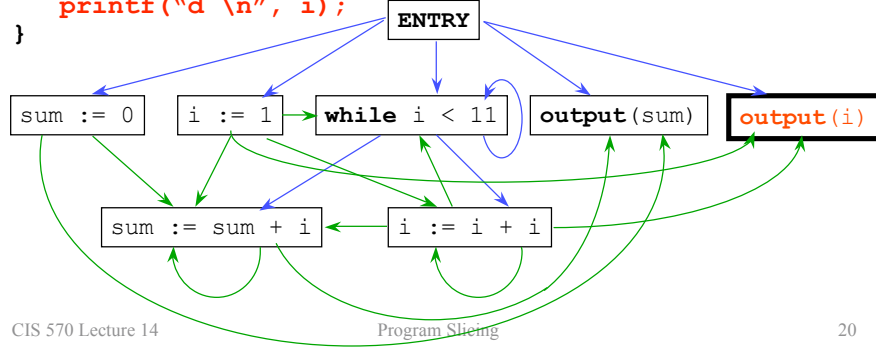 printf(“d \n”, i);
}
ENTRY
sum := 0
i := 1
while i < 11
output(sum)
output(i)
sum := sum + i
i := i + i
CIS 570 Lecture 14
Program Slicing
20